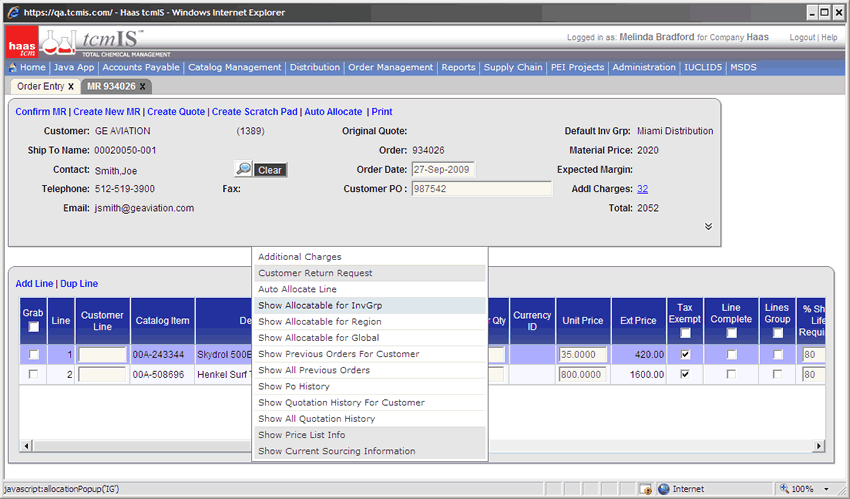 https://qa.tcmis.com/ - Haas tcmIS - Windows Internet Explorer
haas tcm
tcmIS™
TOTAL CHEMICAL MANAGEMENT
Logged in as: Melinda Bradford for Company Haas
Logout | Help
Home | Java App | Accounts Payable | Catalog Management | Distribution | Order Management | Reports | Supply Chain | PEI Projects | Administration | IUCLID5 | MSDS
Order Entry X MR 934026 X
Confirm MR | Create New MR | Create Quote | Create Scratch Pad | Auto Allocate | Print
Customer: GE AVIATION (1389) Original Quote: Default Inv Grp: Miami Distribution
Ship To Name: 00020050-001 Order: 934026 Material Price: 2020
Contact: Smith,Joe Clear Order Date: 27-Sep-2009 Expected Margin:
Telephone: 512-519-3900 Fax: Customer PO : 987542 Addl Charges: 32
Email: jsmith@geaviation.com Total: 2052
Additional Charges
Customer Return Request
Auto Allocate Line
Show Allocatable for InvGrp
Show Allocatable for Region
Show Allocatable for Global
Show Previous Orders For Customer
Show All Previous Orders
Show Po History
Show Quotation History For Customer
Show All Quotation History
Show Price List Info
Show Current Sourcing Information
Add Line | Dup Line
Grab Line Customer Line Catalog Item De Qty Currency ID Unit Price Ext Price Tax Exempt Line Complete Lines Group % Sh Life Requi
1 00A-243344 Skydrol 500B 35.0000 420.00 80
2 00A-508696 Henkel Surf T 800.0000 1600.00 80
javascript:allocationPopup('IG') Internet 100%